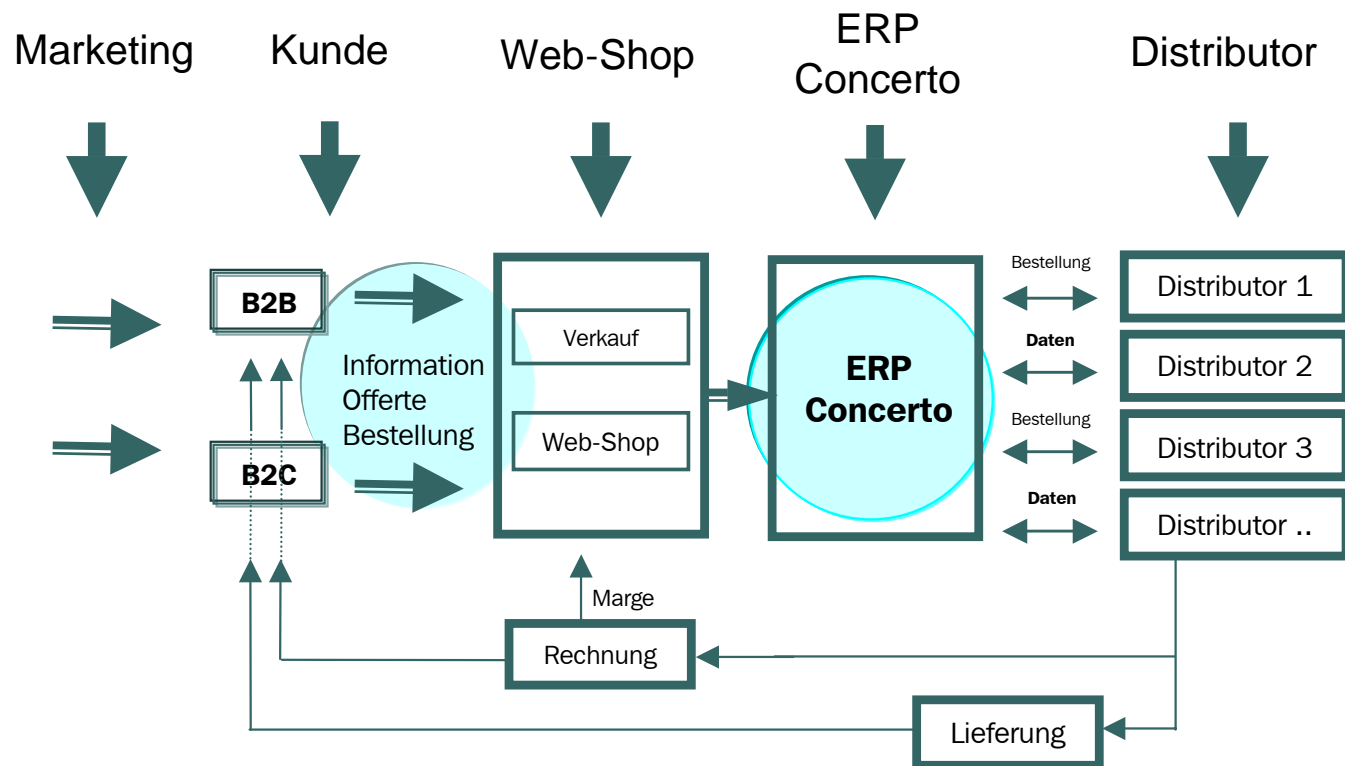 Marketing
Kunde
Web-Shop
ERP
Concerto
Distributor
B2B
B2C
Information
Offerte
Bestellung
Verkauf
Web-Shop
ERP
Concerto
Bestellung
Daten
Bestellung
Daten
Distributor 1
Distributor 2
Distributor 3
Distributor ..
Marge
Rechnung
Lieferung